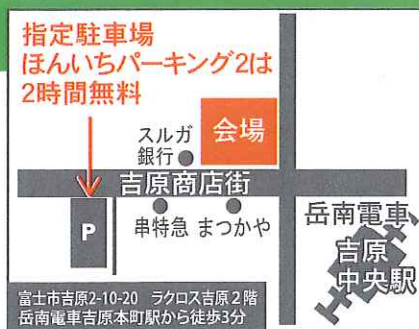 指定駐車場
ほんいちパーキング2は
2時間無料
スルガ
銀行
会場
吉原商店街
P
串特急 まつかや
岳南電車
吉原
中央駅
富士市吉原2-10-20 ラクロス吉原2階
岳南電車吉原本町駅から徒歩3分